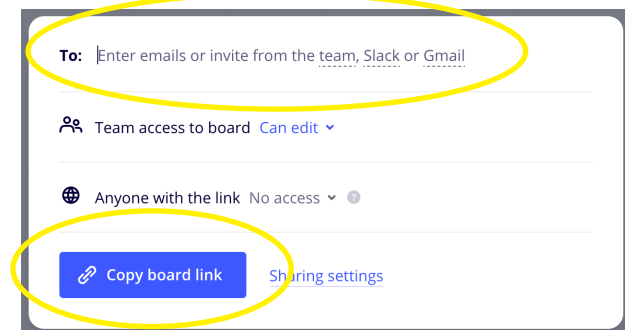 To: Enter emails or invite from the team, Slack or Gmail
Team access to board Can edit
Anyone with the link No access ?
Copy board link Sharing settings